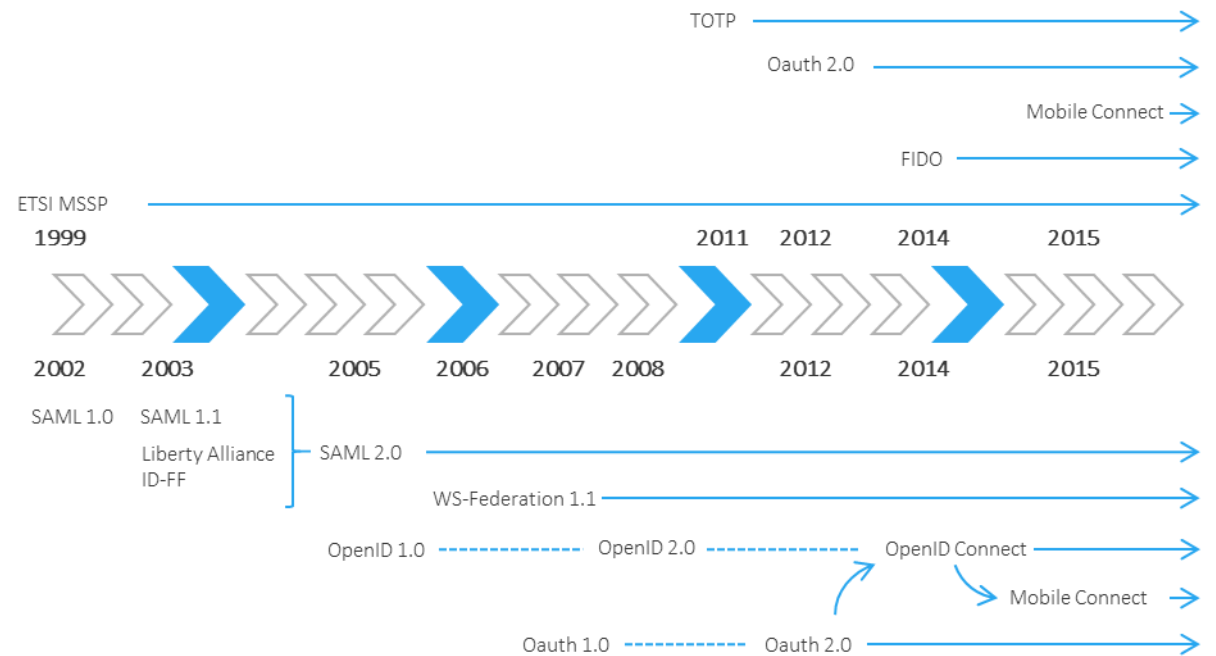 TOTP
Oauth 2.0
Mobile Connect
FIDO
ETSI MSSP
1999 2011 2012 2014 2015
2002 2003 2005 2006 2007 2008 2012 2014 2015
SAML 1.0 SAML 1.1
Liberty Alliance
ID-FF
SAML 2.0
WS-Federation 1.1
OpenID 1.0 OpenID 2.0 OpenID Connect
Mobile Connect
Oauth 1.0 Oauth 2.0